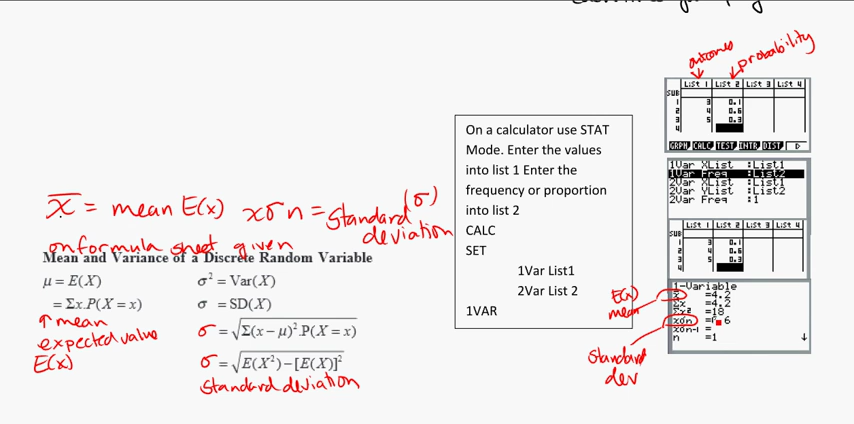 outcomes
probability
List 1 List 2 List 3 List 4
SUB
1 3 0.1
2 4 0.6
3 5 0.3
4
GRPH CALC TEST INTR DIST ▷
On a calculator use STAT
Mode. Enter the values
into list 1 Enter the
frequency or proportion
into list 2
CALC
SET
1Var List1
2Var List 2
1VAR
1Var XList :List1
1Var Freq :List2
2Var XList :List1
2Var YList :List2
2Var Freq :1
List 1 List 2 List 3 List 4
SUB
1 3 0.1
2 4 0.6
3 5 0.3
4
x̄ = mean E(x) xσn = Standard (σ)
deviation
on formula sheet given
Mean and Variance of a Discrete Random Variable
μ = E(X) σ² = Var(X)
= Σx.P(X = x) σ = SD(X)
↑ mean
expected value
E(x)
σ = √Σ(x−μ)².P(X = x)
σ = √E(X²)−[E(X)]²
Standard deviation
1-Variable
x̄ =4.2
Σx =4.2
Σx² =18
xσn =0.6
xσn-1 =
n =1 ↓
E(x)
mean
Standard
dev